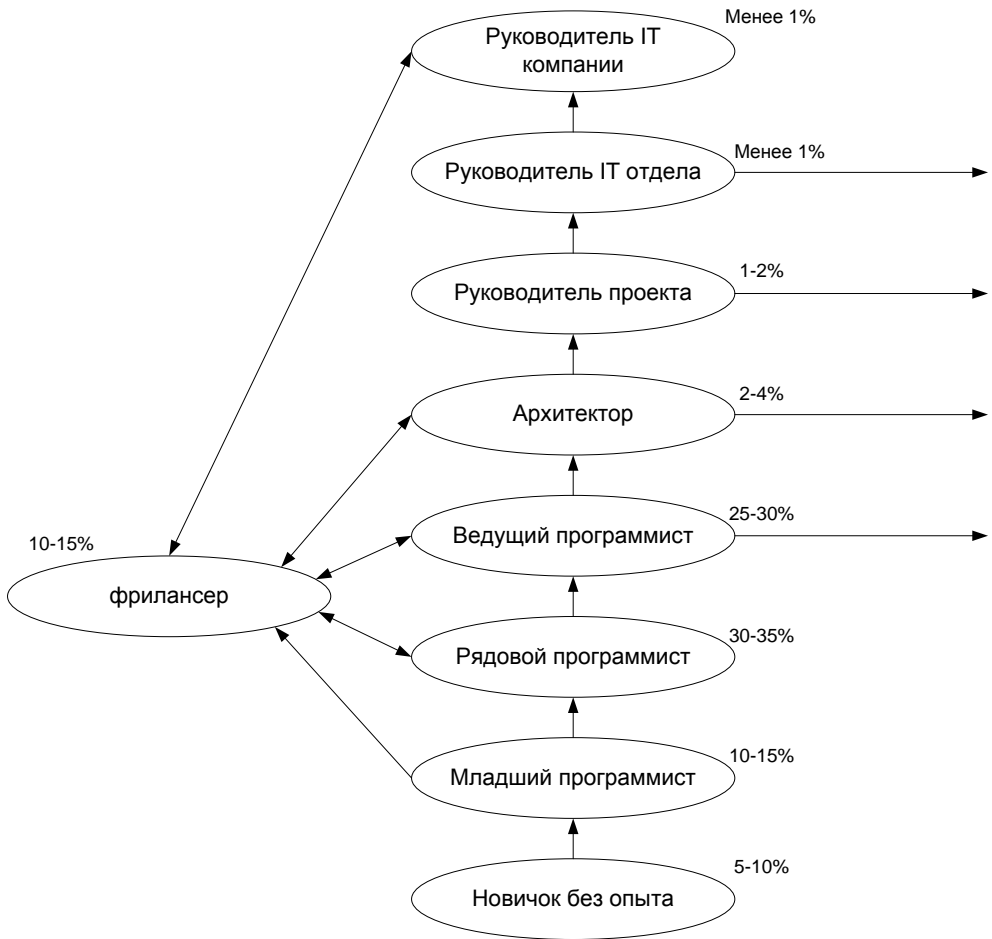 Менее 1%
Руководитель IT
компании
Менее 1%
Руководитель IT отдела
1-2%
Руководитель проекта
2-4%
Архитектор
25-30%
Ведущий программист
10-15%
фрилансер
30-35%
Рядовой программист
10-15%
Младший программист
5-10%
Новичок без опыта